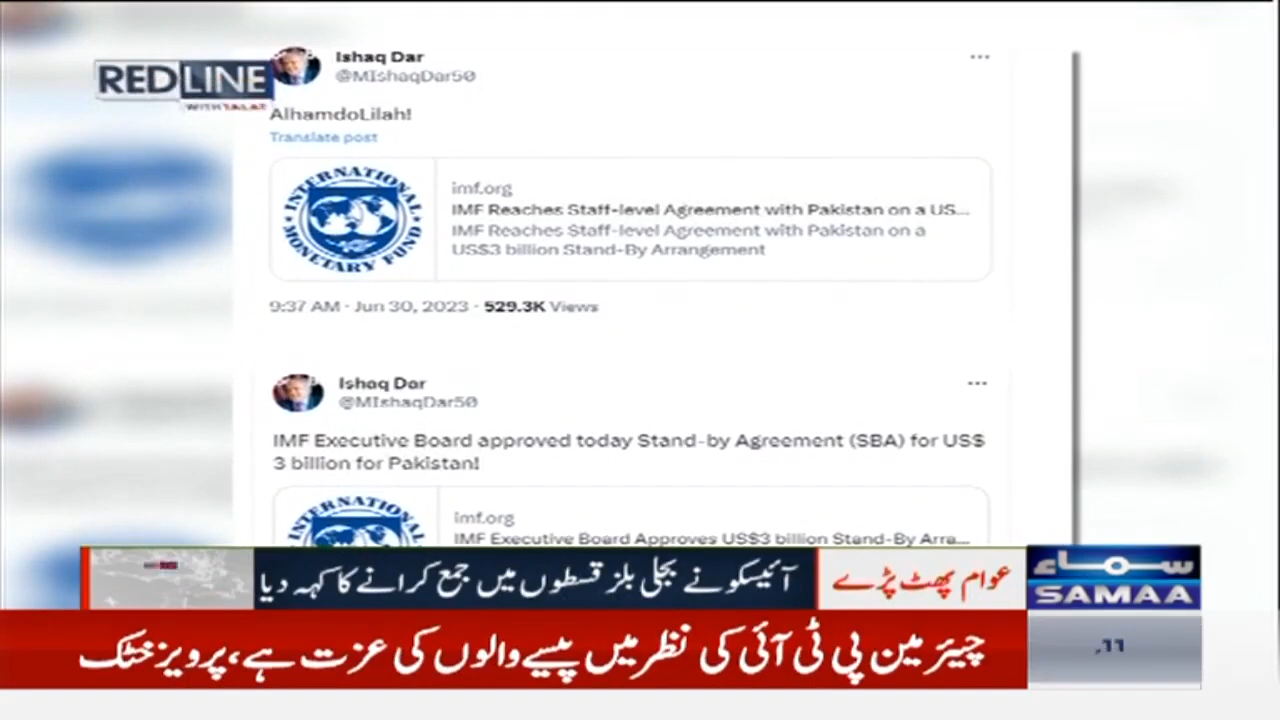 REDLINE
WITH TALAT
Ishaq Dar
@MIshaqDar50
AlhamdoLilah!
Translate post
INTERNATIONAL MONETARY FUND
imf.org
IMF Reaches Staff-level Agreement with Pakistan on a US...
IMF Reaches Staff-level Agreement with Pakistan on a
US$3 billion Stand-By Arrangement
9:37 AM · Jun 30, 2023 · 529.3K Views
Ishaq Dar
@MIshaqDar50
IMF Executive Board approved today Stand-by Agreement (SBA) for US$
3 billion for Pakistan!
INTERNATIONAL
imf.org
IMF Executive Board Approves US$3 billion Stand-By Arra...
عوام پھٹ پڑے
آئیسکو نے بجلی بلز قسطوں میں جمع کرانے کا کہہ دیا
سماء
SAMAA
چیئرمین پی ٹی آئی کی نظر میں پیسے والوں کی عزت ہے، پرویز خٹک